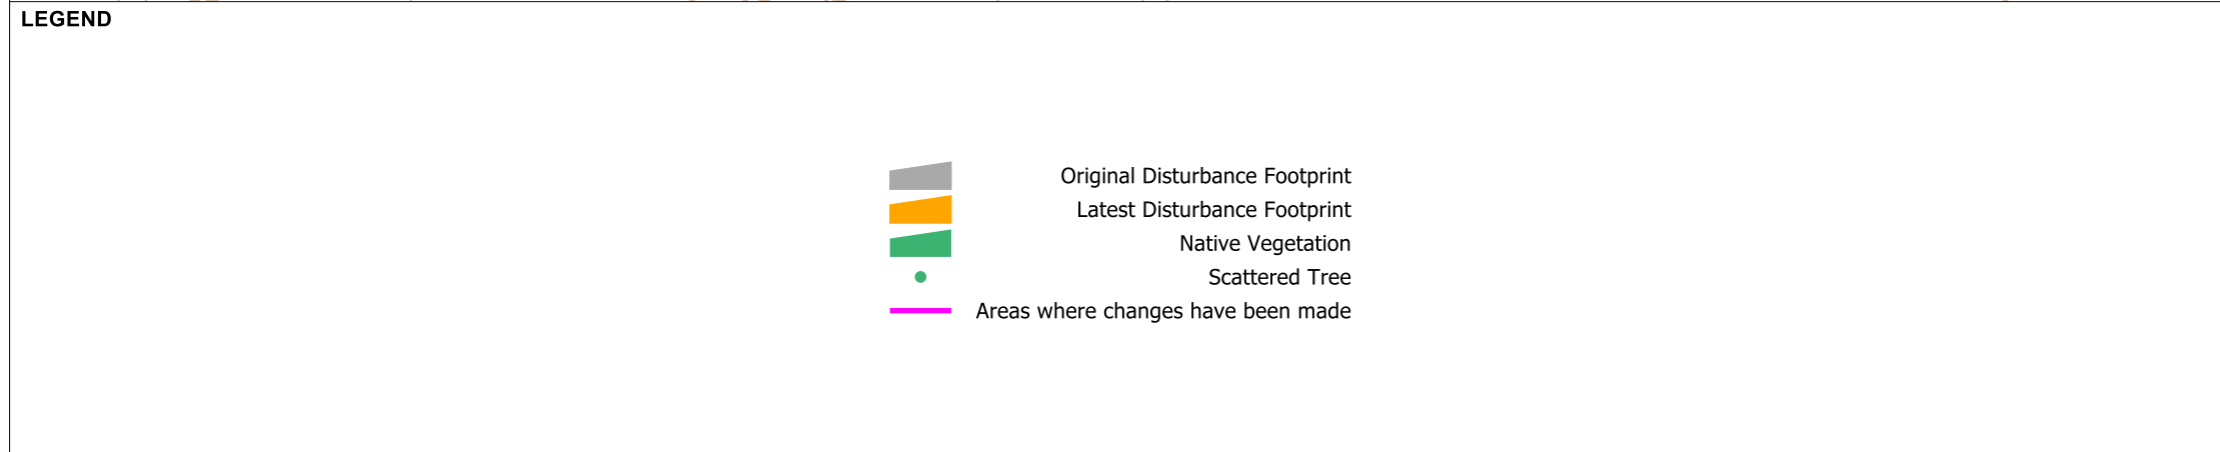 LEGEND
Original Disturbance Footprint
Latest Disturbance Footprint
Native Vegetation
Scattered Tree
Areas where changes have been made